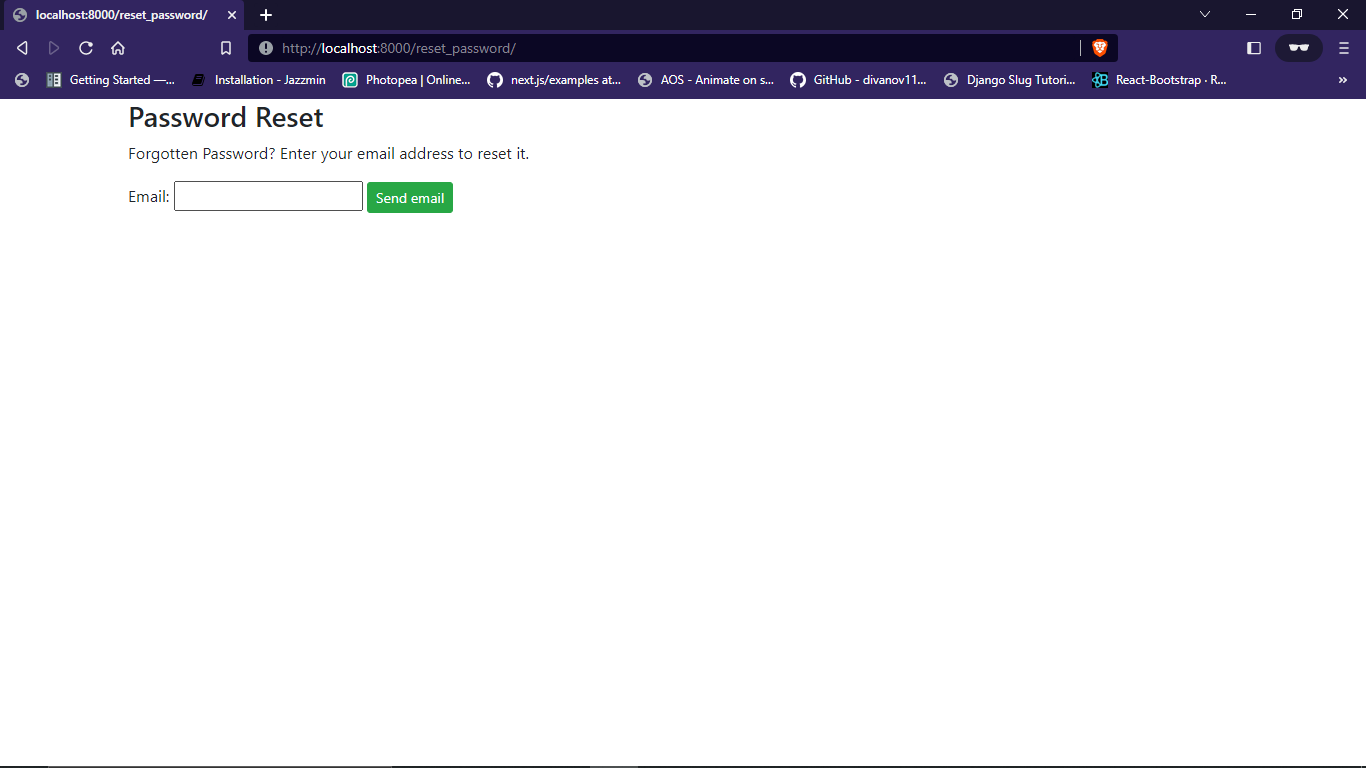 localhost:8000/reset_password/
http://localhost:8000/reset_password/
Getting Started —... Installation - Jazzmin Photopea | Online... next.js/examples at... AOS - Animate on s... GitHub - divanov11... Django Slug Tutori... React-Bootstrap · R... »
Password Reset
Forgotten Password? Enter your email address to reset it.
Email: Send email